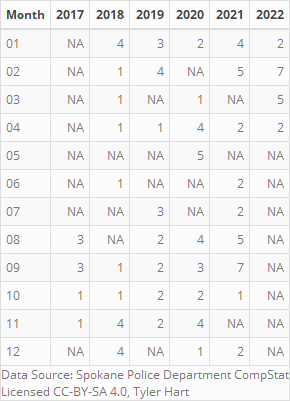 Month 2017 2018 2019 2020 2021 2022
01 NA 4 3 2 4 2
02 NA 1 4 NA 5 7
03 NA 1 NA 1 NA 5
04 NA 1 1 4 2 2
05 NA NA NA 5 NA NA
06 NA 1 NA NA 2 NA
07 NA NA 3 NA 2 NA
08 3 NA 2 4 5 NA
09 3 1 2 3 7 NA
10 1 1 2 2 1 NA
11 1 4 2 4 NA NA
12 NA 4 NA 1 2 NA
Data Source: Spokane Police Department CompStat
Licensed CC-BY-SA 4.0, Tyler Hart